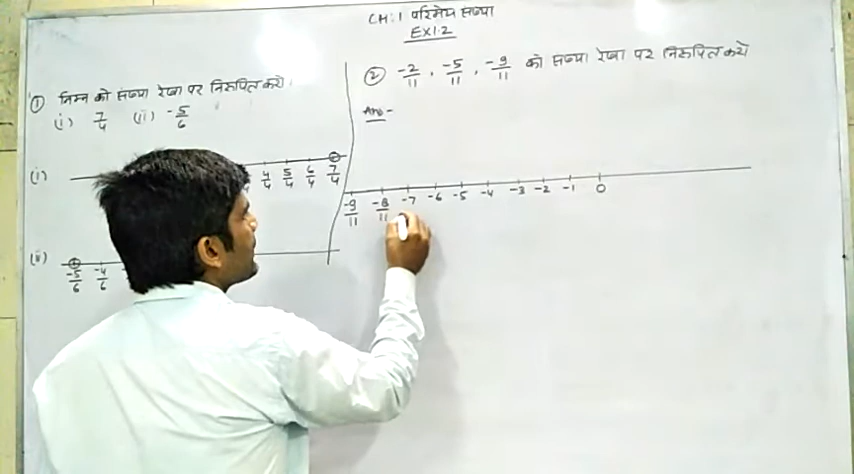 CH:1 परिमेय संख्या
EX1.2
① निम्न को संख्या रेखा पर निरूपित करो।
(i) 7/4 (ii) -5/6
(i)
4/4 5/4 6/4 7/4
(ii)
-5/6 -4/6
② -2/11, -5/11, -9/11 को संख्या रेखा पर निरूपित करो
Ans-
-9/11 -8/11 -7 -6 -5 -4 -3 -2 -1 0